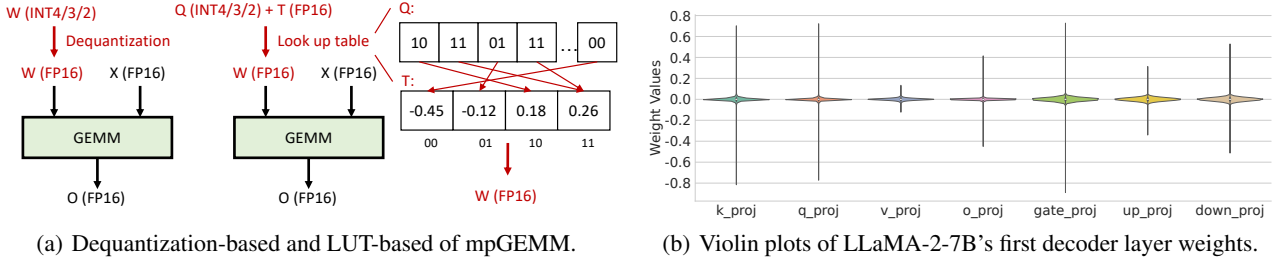 W (INT4/3/2)
Dequantization
W (FP16) X (FP16)
GEMM
O (FP16)
Q (INT4/3/2) + T (FP16)
Look up table
W (FP16) X (FP16)
GEMM
O (FP16)
Q:
10 11 01 11 ... 00
T:
-0.45 -0.12 0.18 0.26
00 01 10 11
W (FP16)
(a) Dequantization-based and LUT-based of mpGEMM.
Weight Values
0.8
0.6
0.4
0.2
0.0
-0.2
-0.4
-0.6
-0.8
k_proj q_proj v_proj o_proj gate_proj up_proj down_proj
(b) Violin plots of LLaMA-2-7B's first decoder layer weights.